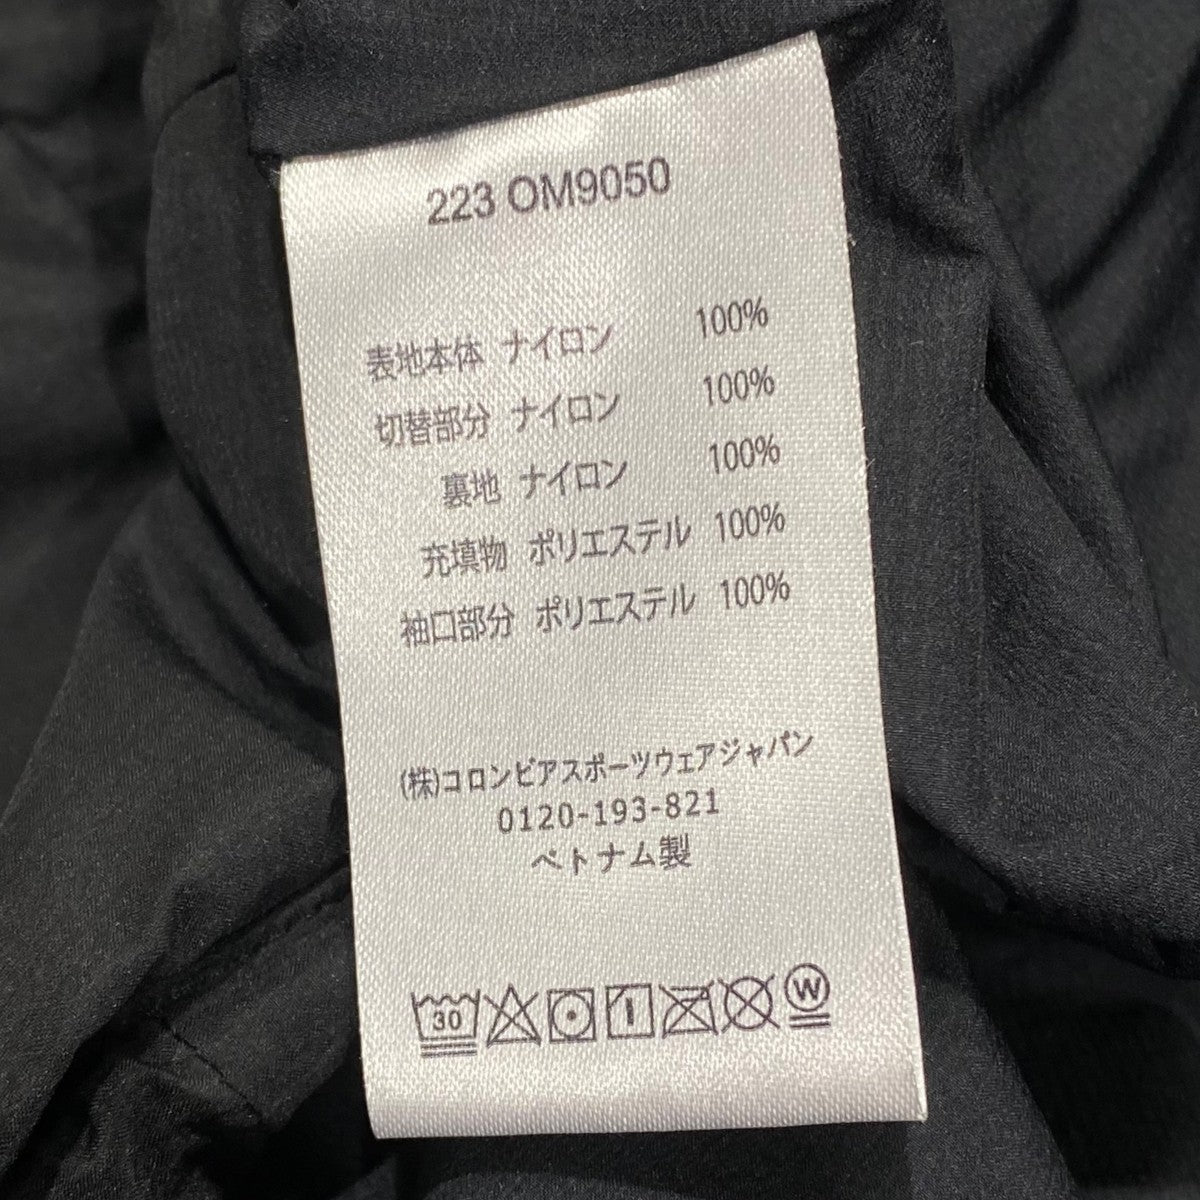 223 OM9050
表地本体 ナイロン 100%
切替部分 ナイロン 100%
裏地 ナイロン 100%
充填物 ポリエステル 100%
袖口部分 ポリエステル 100%
(株)コロンビアスポーツウェアジャパン
0120-193-821
ベトナム製
30 W